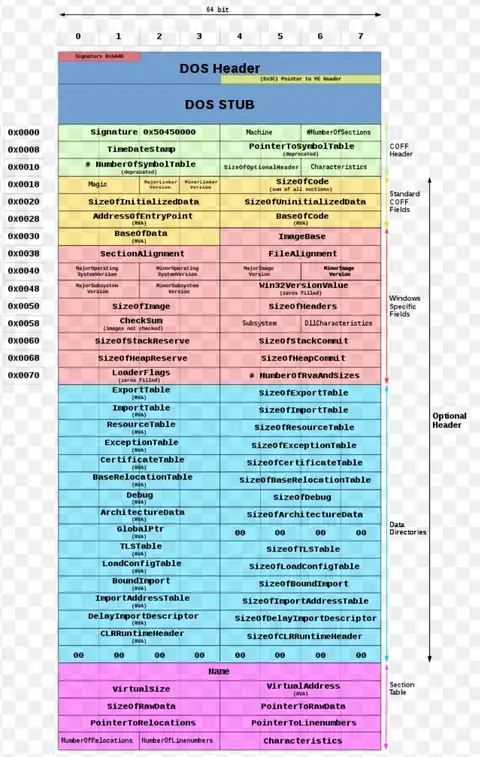 64 bit
0 1 2 3 4 5 6 7
Signature 0x5A4D
DOS Header
(0x3C) Pointer to PE Header
DOS STUB
0x0000 Signature 0x50450000 Machine #NumberOfSections
0x0008 TimeDateStamp PointerToSymbolTable
(deprecated)
0x0010 # NumberOfSymbolTable
(deprecated)
SizeOfOptionalHeader Characteristics
COFF
Header
0x0018 Magic MajorLinker
Version
MinorLinker
Version
SizeOfCode
(sum of all sections)
0x0020 SizeOfInitializedData SizeOfUninitializedData
0x0028 AddressOfEntryPoint
(RVA)
BaseOfCode
(RVA)
Standard
COFF
Fields
0x0030 BaseOfData
(RVA)
ImageBase
0x0038 SectionAlignment FileAlignment
0x0040 MajorOperating
SystemVersion
MinorOperating
SystemVersion
MajorImage
Version
MinorImage
Version
0x0048 MajorSubsystem
Version
MinorSubsystem
Version
Win32VersionValue
(zeros filled)
0x0050 SizeOfImage SizeOfHeaders
0x0058 CheckSum
(images not checked)
Subsystem DllCharacteristics
0x0060 SizeOfStackReserve SizeOfStackCommit
0x0068 SizeOfHeapReserve SizeOfHeapCommit
0x0070 LoaderFlags
(zeros filled)
# NumberOfRvaAndSizes
Windows
Specific
Fields
ExportTable
(RVA)
SizeOfExportTable
ImportTable
(RVA)
SizeOfImportTable
ResourceTable
(RVA)
SizeOfResourceTable
ExceptionTable
(RVA)
SizeOfExceptionTable
CertificateTable
(RVA)
SizeOfCertificateTable
BaseRelocationTable
(RVA)
SizeOfBaseRelocationTable
Debug
(RVA)
SizeOfDebug
ArchitectureData
(RVA)
SizeOfArchitectureData
GlobalPtr
(RVA)
00 00 00 00
TLSTable
(RVA)
SizeOfTLSTable
LoadConfigTable
(RVA)
SizeOfLoadConfigTable
BoundImport
(RVA)
SizeOfBoundImport
ImportAddressTable
(RVA)
SizeOfImportAddressTable
DelayImportDescriptor
(RVA)
SizeOfDelayImportDescriptor
CLRRuntimeHeader
(RVA)
SizeOfCLRRuntimeHeader
00 00 00 00 00 00 00 00
Data
Directories
Optional
Header
Name
VirtualSize VirtualAddress
(RVA)
SizeOfRawData PointerToRawData
PointerToRelocations PointerToLinenumbers
NumberOfRelocations NumberOfLinenumbers Characteristics
Section
Table